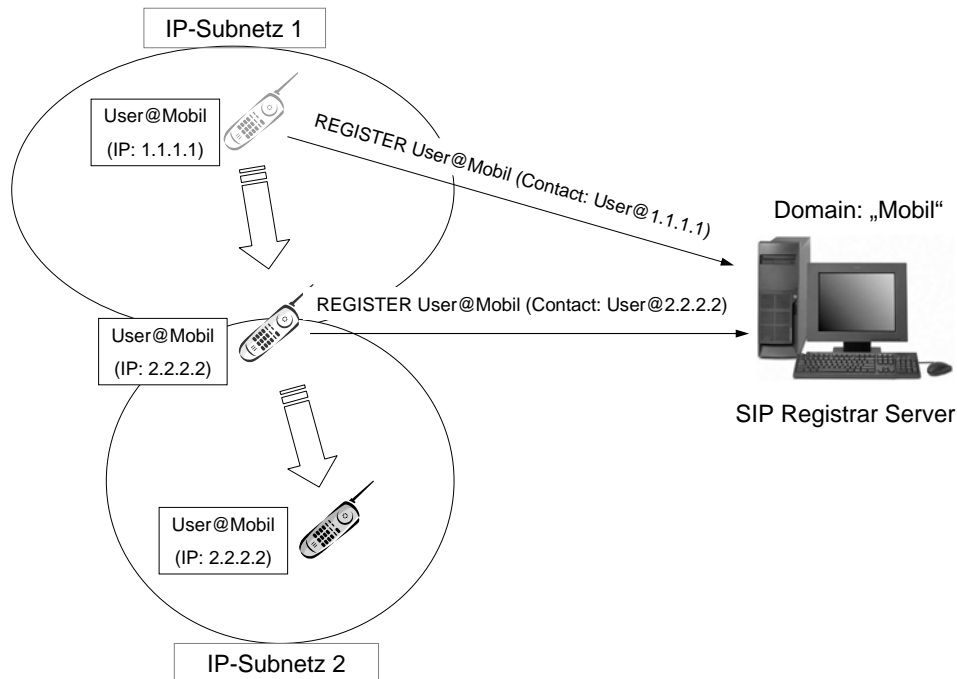 IP-Subnetz 1
User@Mobil
(IP: 1.1.1.1)
REGISTER User@Mobil (Contact: User@1.1.1.1)
Domain: „Mobil“
REGISTER User@Mobil (Contact: User@2.2.2.2)
User@Mobil
(IP: 2.2.2.2)
SIP Registrar Server
User@Mobil
(IP: 2.2.2.2)
IP-Subnetz 2